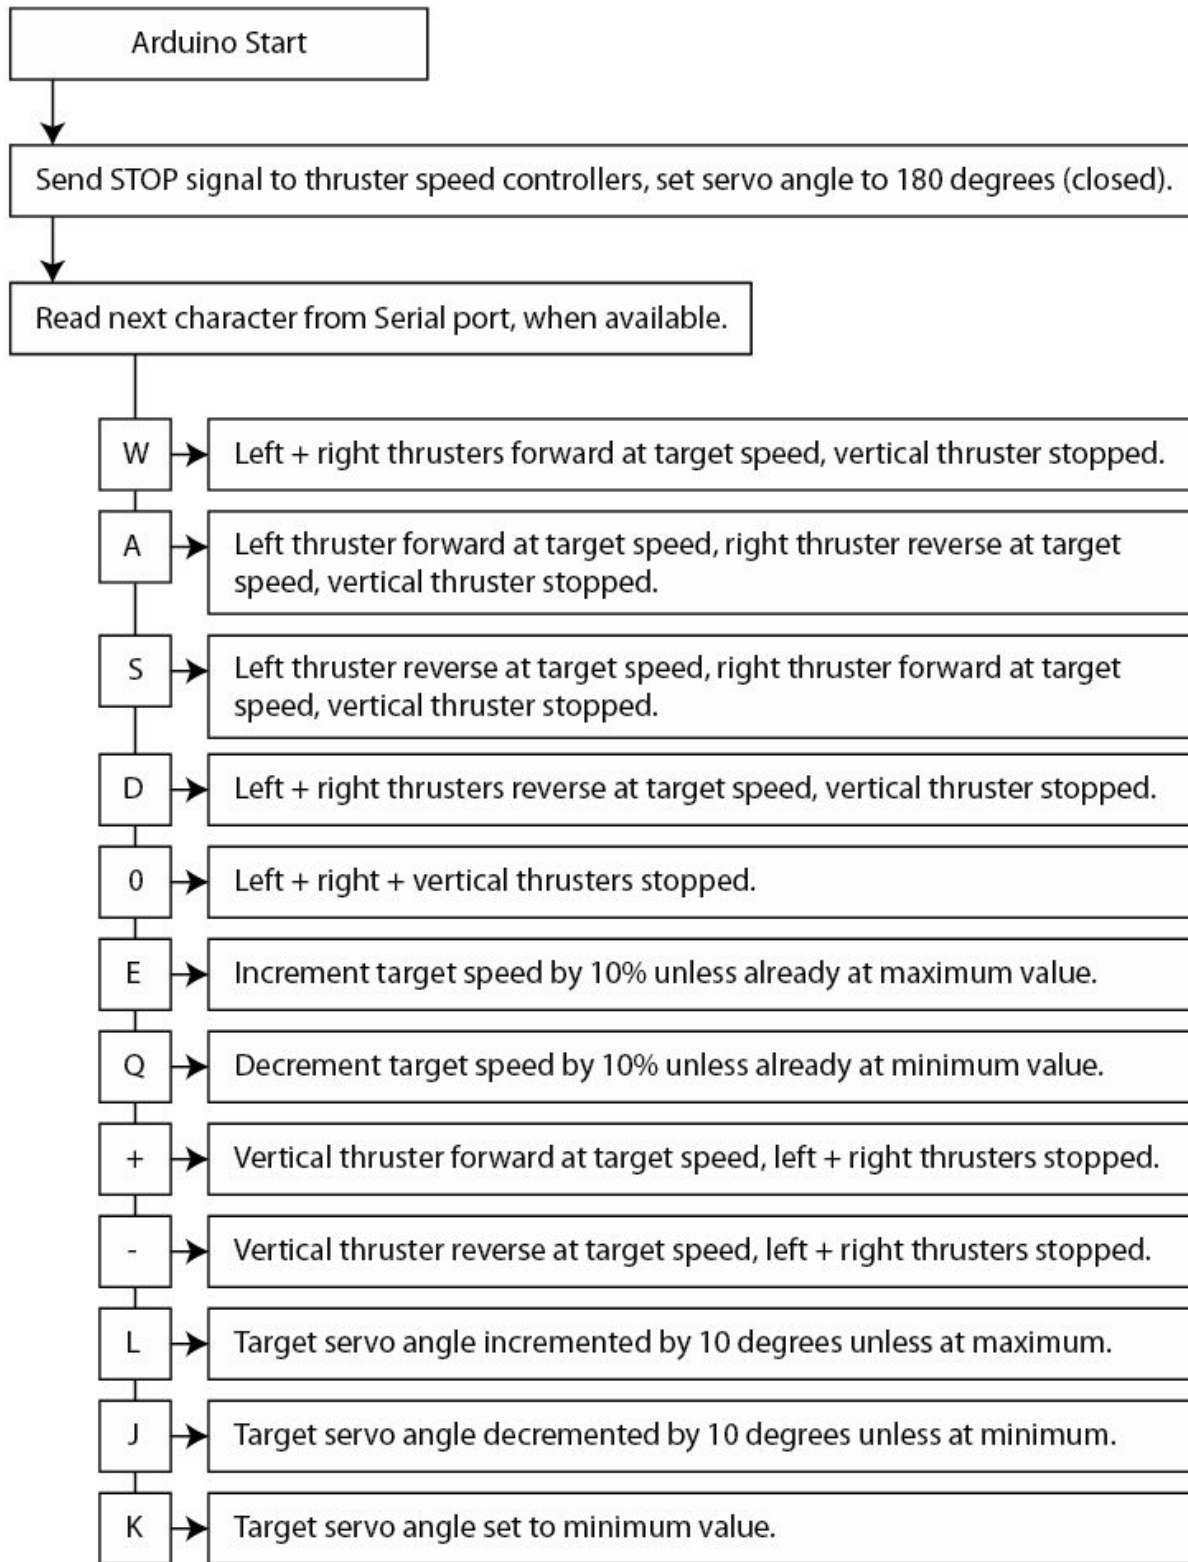 Arduino Start
Send STOP signal to thruster speed controllers, set servo angle to 180 degrees (closed).
Read next character from Serial port, when available.
W
Left + right thrusters forward at target speed, vertical thruster stopped.
A
Left thruster forward at target speed, right thruster reverse at target
speed, vertical thruster stopped.
S
Left thruster reverse at target speed, right thruster forward at target
speed, vertical thruster stopped.
D
Left + right thrusters reverse at target speed, vertical thruster stopped.
0
Left + right + vertical thrusters stopped.
E
Increment target speed by 10% unless already at maximum value.
Q
Decrement target speed by 10% unless already at minimum value.
+
Vertical thruster forward at target speed, left + right thrusters stopped.
-
Vertical thruster reverse at target speed, left + right thrusters stopped.
L
Target servo angle incremented by 10 degrees unless at maximum.
J
Target servo angle decremented by 10 degrees unless at minimum.
K
Target servo angle set to minimum value.